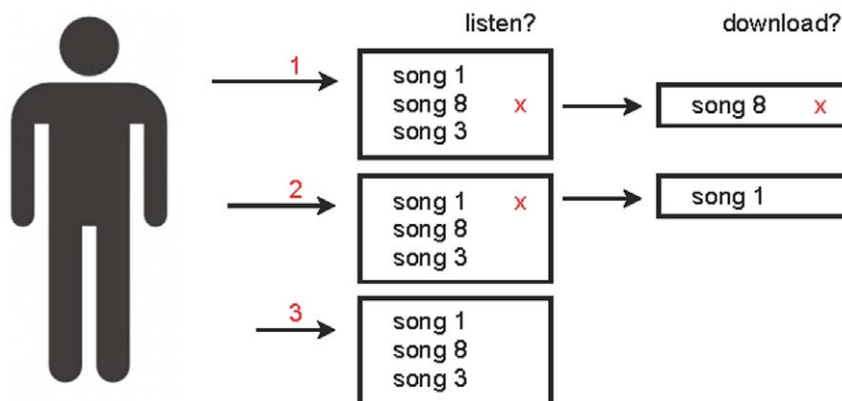 listen?
download?
1
song 1
song 8 x
song 3
song 8 x
2
song 1 x
song 8
song 3
song 1
3
song 1
song 8
song 3